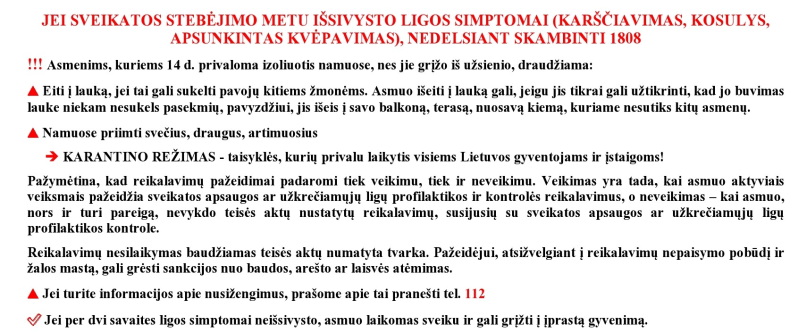 JEI SVEIKATOS STEBĖJIMO METU IŠSIVYSTO LIGOS SIMPTOMAI (KARŠČIAVIMAS, KOSULYS,
APSUNKINTAS KVĖPAVIMAS), NEDELSIANT SKAMBINTI 1808
!!! Asmenims, kuriems 14 d. privaloma izoliuotis namuose, nes jie grįžo iš užsienio, draudžiama:
Eiti į lauką, jei tai gali sukelti pavojų kitiems žmonėms. Asmuo išeiti į lauką gali, jeigu jis tikrai gali užtikrinti, kad jo buvimas
lauke niekam nesukels pasekmių, pavyzdžiui, jis išeis į savo balkoną, terasą, nuosavą kiemą, kuriame nesutiks kitų asmenų.
Namuose priimti svečius, draugus, artimuosius
➔ KARANTINO REŽIMAS - taisyklės, kurių privalu laikytis visiems Lietuvos gyventojams ir įstaigoms!
Pažymėtina, kad reikalavimų pažeidimai padaromi tiek veikimu, tiek ir neveikimu. Veikimas yra tada, kai asmuo aktyviais
veiksmais pažeidžia sveikatos apsaugos ar užkrečiamųjų ligų profilaktikos ir kontrolės reikalavimus, o neveikimas – kai asmuo,
nors ir turi pareigą, nevykdo teisės aktų nustatytų reikalavimų, susijusių su sveikatos apsaugos ar užkrečiamųjų ligų
profilaktikos kontrole.
Reikalavimų nesilaikymas baudžiamas teisės aktų numatyta tvarka. Pažeidėjui, atsižvelgiant į reikalavimų nepaisymo pobūdį ir
žalos mastą, gali grėsti sankcijos nuo baudos, arešto ar laisvės atėmimas.
Jei turite informacijos apie nusižengimus, prašome apie tai pranešti tel. 112
Jei per dvi savaites ligos simptomai neišsivysto, asmuo laikomas sveiku ir gali grįžti į įprastą gyvenimą.